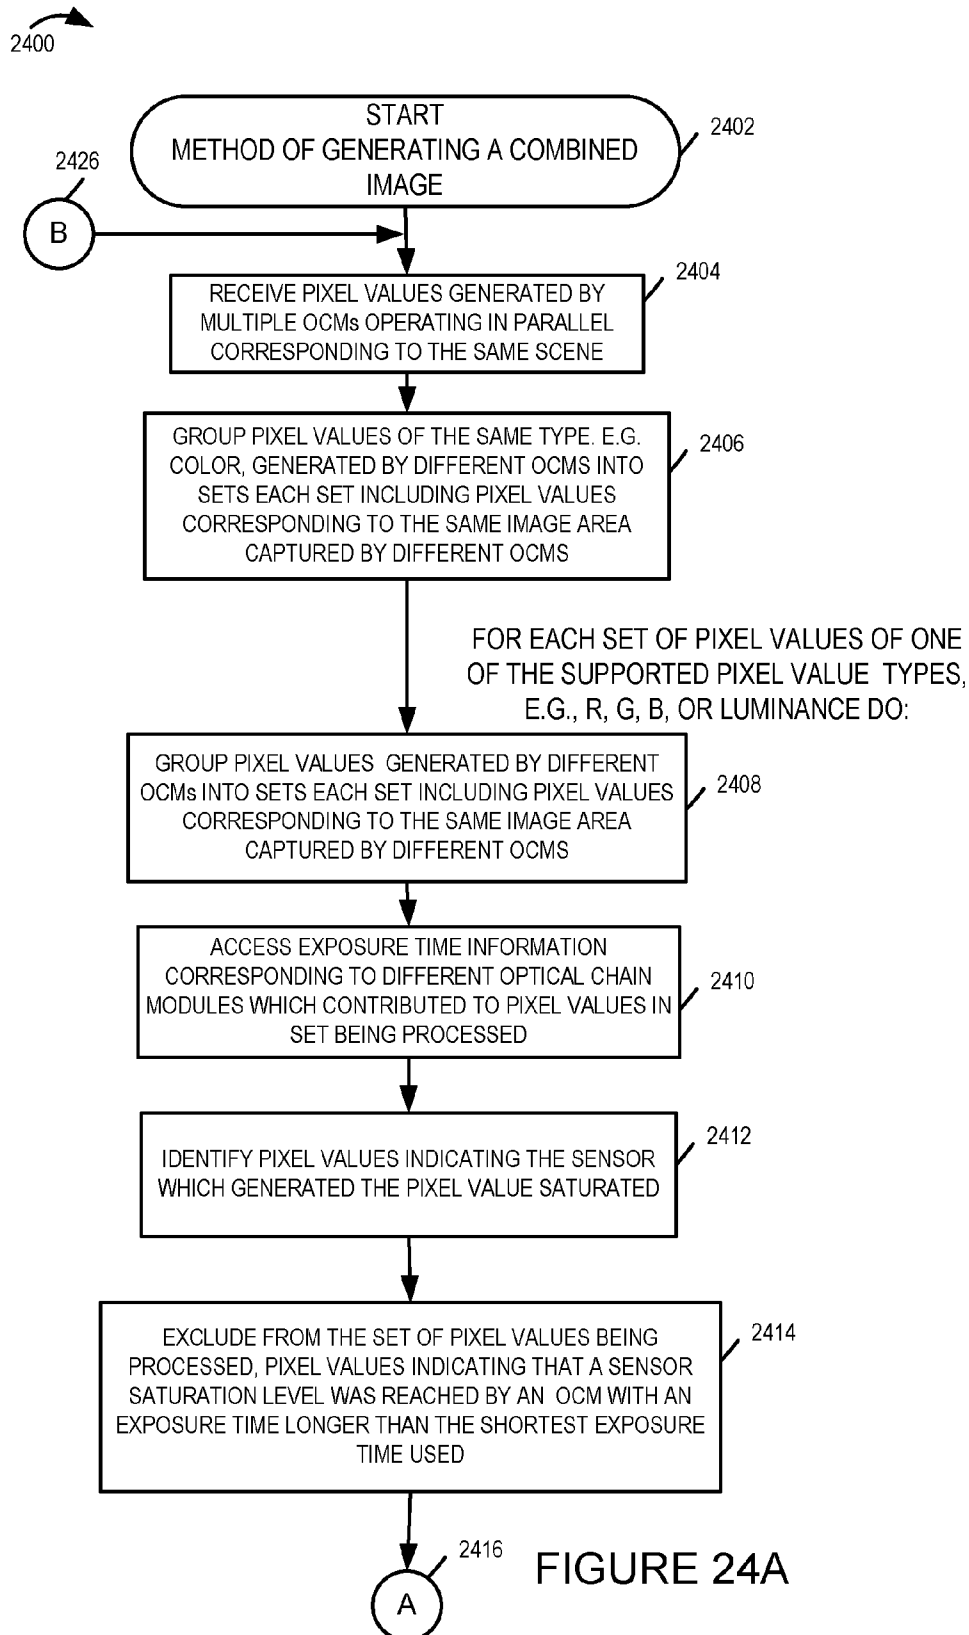 2400
START
METHOD OF GENERATING A COMBINED
IMAGE
2402
2426
B
2404
RECEIVE PIXEL VALUES GENERATED BY
MULTIPLE OCMs OPERATING IN PARALLEL
CORRESPONDING TO THE SAME SCENE
GROUP PIXEL VALUES OF THE SAME TYPE. E.G.
COLOR, GENERATED BY DIFFERENT OCMS INTO
SETS EACH SET INCLUDING PIXEL VALUES
CORRESPONDING TO THE SAME IMAGE AREA
CAPTURED BY DIFFERENT OCMS
2406
FOR EACH SET OF PIXEL VALUES OF ONE
OF THE SUPPORTED PIXEL VALUE TYPES,
E.G., R, G, B, OR LUMINANCE DO:
GROUP PIXEL VALUES GENERATED BY DIFFERENT
OCMs INTO SETS EACH SET INCLUDING PIXEL VALUES
CORRESPONDING TO THE SAME IMAGE AREA
CAPTURED BY DIFFERENT OCMS
2408
ACCESS EXPOSURE TIME INFORMATION
CORRESPONDING TO DIFFERENT OPTICAL CHAIN
MODULES WHICH CONTRIBUTED TO PIXEL VALUES IN
SET BEING PROCESSED
2410
IDENTIFY PIXEL VALUES INDICATING THE SENSOR
WHICH GENERATED THE PIXEL VALUE SATURATED
2412
EXCLUDE FROM THE SET OF PIXEL VALUES BEING
PROCESSED, PIXEL VALUES INDICATING THAT A SENSOR
SATURATION LEVEL WAS REACHED BY AN OCM WITH AN
EXPOSURE TIME LONGER THAN THE SHORTEST EXPOSURE
TIME USED
2414
2416
A
FIGURE 24A